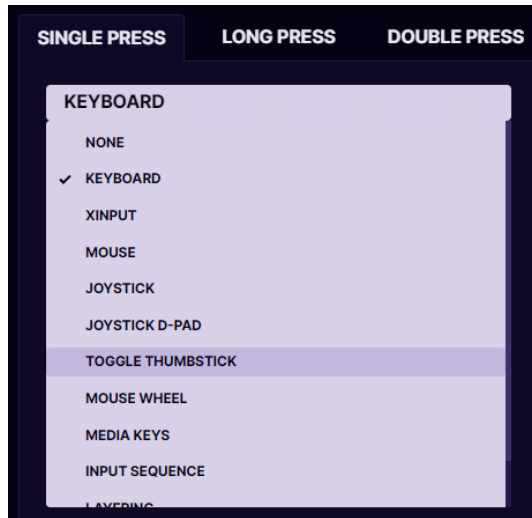 SINGLE PRESS LONG PRESS DOUBLE PRESS
KEYBOARD
NONE
KEYBOARD
XINPUT
MOUSE
JOYSTICK
JOYSTICK D-PAD
TOGGLE THUMBSTICK
MOUSE WHEEL
MEDIA KEYS
INPUT SEQUENCE
LAYERING